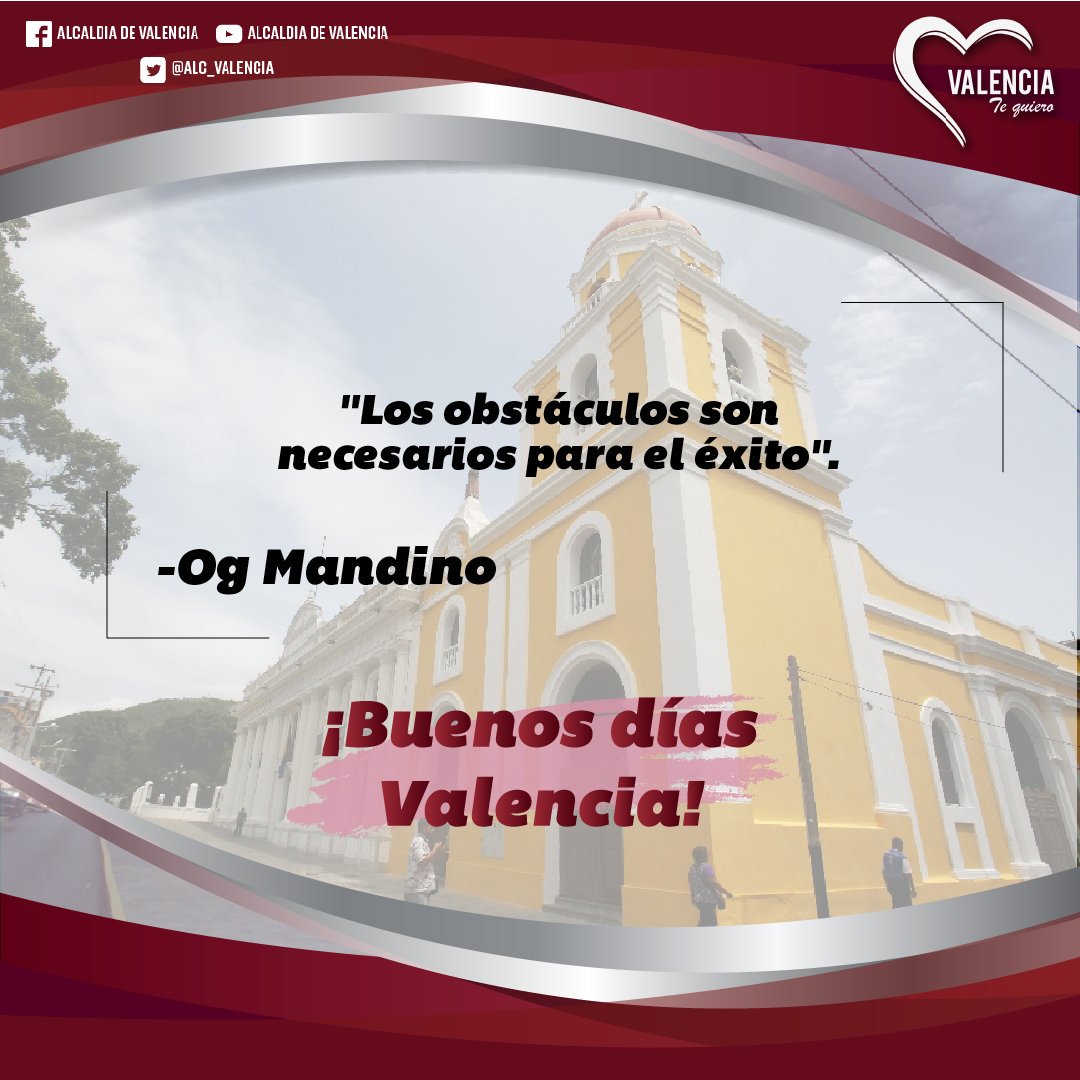 ALCALDIA DE VALENCIA ALCALDIA DE VALENCIA
@ALC_VALENCIA
VALENCIA
Te quiero
"Los obstáculos son
necesarios para el éxito".
-Og Mandino
¡Buenos días
Valencia!